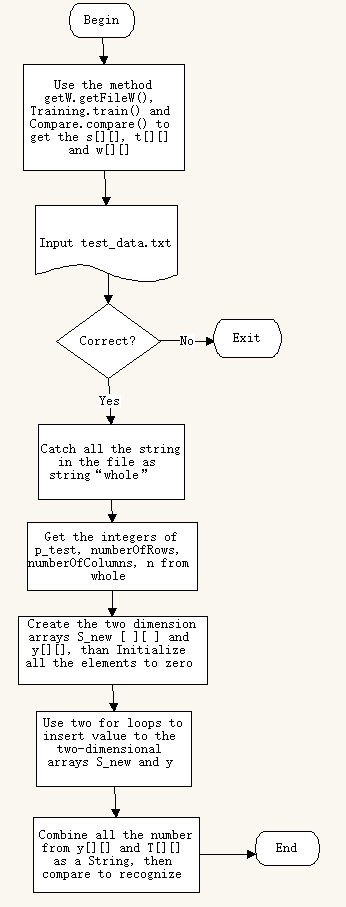 Begin
Use the method
getW.getFileW(),
Training.train() and
Compare.compare() to
get the s[][], t[][]
and w[][]
Input test_data.txt
Correct?
No
Exit
Yes
Catch all the string
in the file as
string“whole”
Get the integers of
p_test, numberOfRows,
numberOfColumns, n from
whole
Create the two dimension
arrays S_new [ ][ ] and
y[][], than Initialize
all the elements to zero
Use two for loops to
insert value to the
two-dimensional
arrays S_new and y
Combine all the number
from y[][] and T[][]
as a String, then
compare to recognize
End